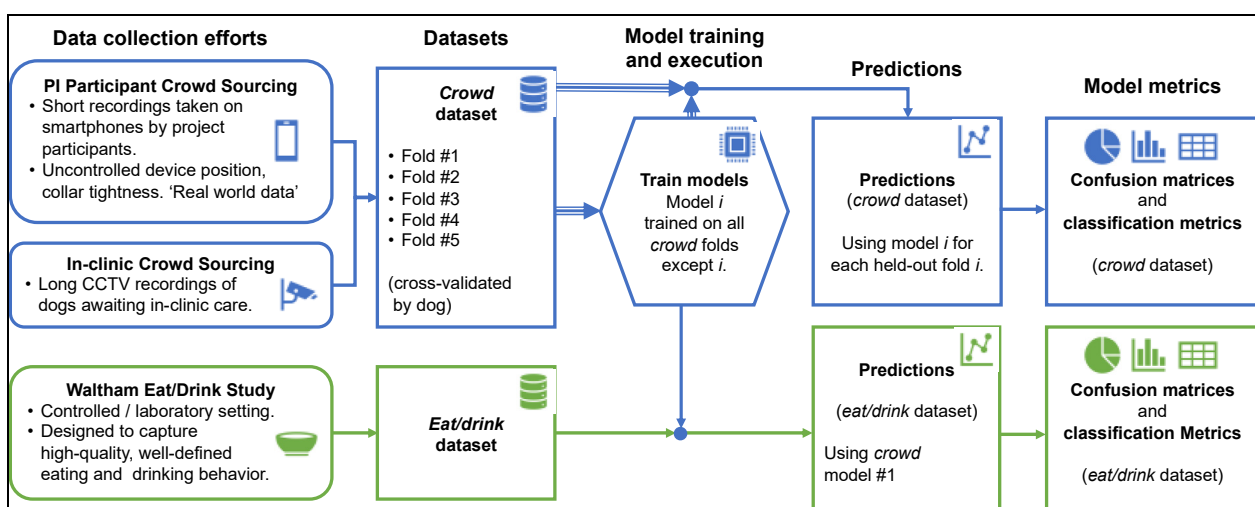 Data collection efforts
PI Participant Crowd Sourcing
• Short recordings taken on
smartphones by project
participants.
• Uncontrolled device position,
collar tightness. ‘Real world data’
In-clinic Crowd Sourcing
• Long CCTV recordings of
dogs awaiting in-clinic care.
Waltham Eat/Drink Study
• Controlled / laboratory setting.
• Designed to capture
high-quality, well-defined
eating and drinking behavior.
Datasets
Crowd
dataset
• Fold #1
• Fold #2
• Fold #3
• Fold #4
• Fold #5
(cross-validated
by dog)
Eat/drink
dataset
Model training
and execution
Train models
Model i
trained on all
crowd folds
except i.
Predictions
Predictions
(crowd dataset)
Using model i for
each held-out fold i.
Predictions
(eat/drink dataset)
Using crowd
model #1
Model metrics
Confusion matrices
and
classification metrics
(crowd dataset)
Confusion matrices
and
classification Metrics
(eat/drink dataset)